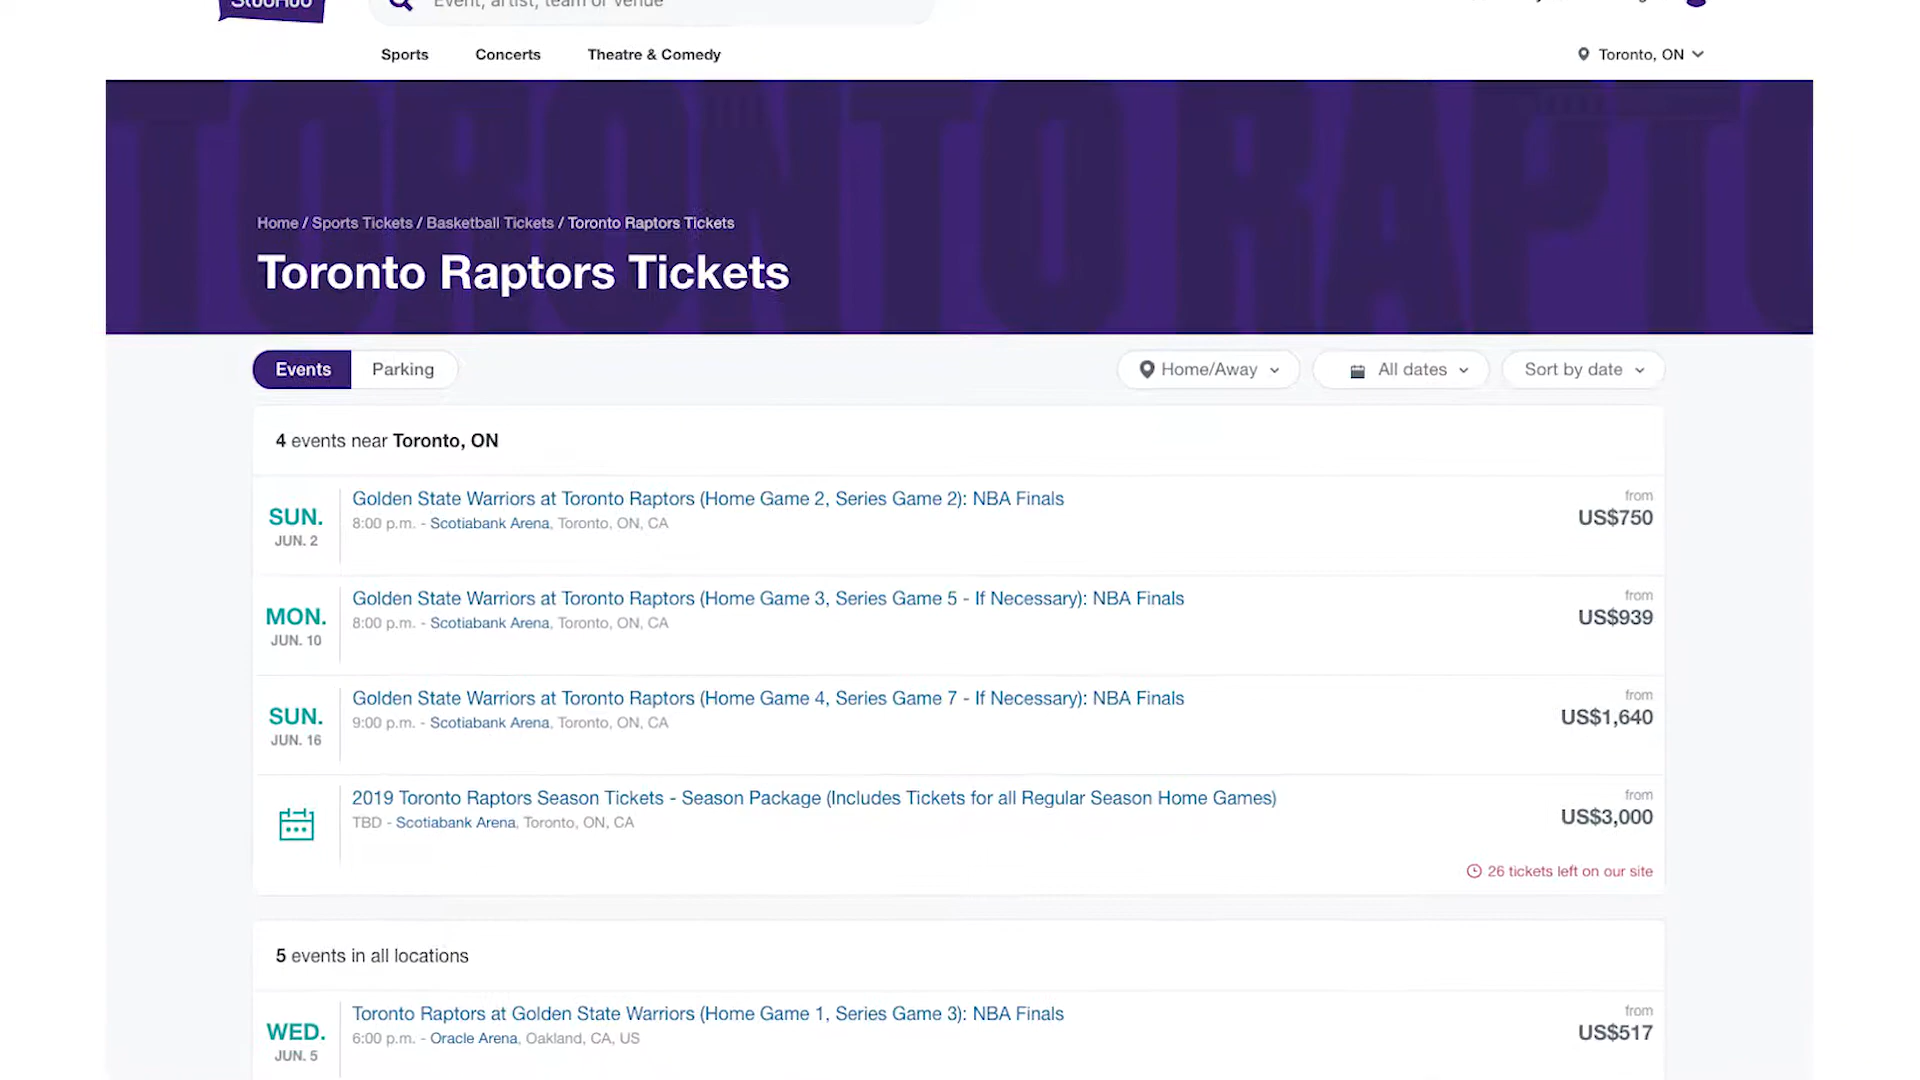 StubHub
Event, artist, team or venue
Sports Concerts Theatre & Comedy Toronto, ON
TORONTO RAPTO
Home / Sports Tickets / Basketball Tickets / Toronto Raptors Tickets
Toronto Raptors Tickets
Events Parking Home/Away All dates Sort by date
4 events near Toronto, ON
Golden State Warriors at Toronto Raptors (Home Game 2, Series Game 2): NBA Finals from
SUN. 8:00 p.m. - Scotiabank Arena, Toronto, ON, CA US$750
JUN. 2
Golden State Warriors at Toronto Raptors (Home Game 3, Series Game 5 - If Necessary): NBA Finals from
MON. 8:00 p.m. - Scotiabank Arena, Toronto, ON, CA US$939
JUN. 10
Golden State Warriors at Toronto Raptors (Home Game 4, Series Game 7 - If Necessary): NBA Finals from
SUN. 9:00 p.m. - Scotiabank Arena, Toronto, ON, CA US$1,640
JUN. 16
2019 Toronto Raptors Season Tickets - Season Package (Includes Tickets for all Regular Season Home Games) from
TBD - Scotiabank Arena, Toronto, ON, CA US$3,000
26 tickets left on our site
5 events in all locations
Toronto Raptors at Golden State Warriors (Home Game 1, Series Game 3): NBA Finals from
WED. 6:00 p.m. - Oracle Arena, Oakland, CA, US US$517
JUN. 5